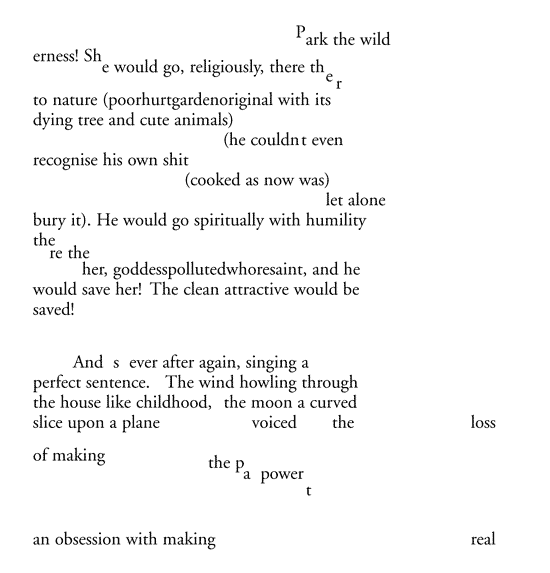 Park the wild
erness! She would go, religiously, there ther
to nature (poorhurtgardenoriginal with its
dying tree and cute animals)
(he couldn t even
recognise his own shit
(cooked as now was)
let alone
bury it). He would go spiritually with humility
the
re the
her, goddesspollutedwhoresaint, and he
would save her! The clean attractive would be
saved!
And s ever after again, singing a
perfect sentence. The wind howling through
the house like childhood, the moon a curved
slice upon a plane voiced the loss
of making the pa power
t
an obsession with making real